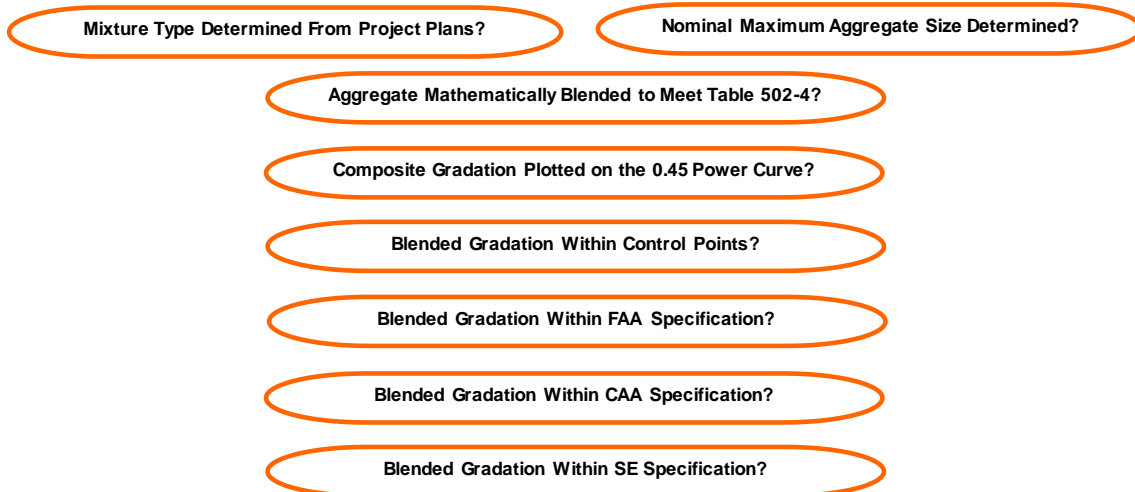 Mixture Type Determined From Project Plans?
Nominal Maximum Aggregate Size Determined?
Aggregate Mathematically Blended to Meet Table 502-4?
Composite Gradation Plotted on the 0.45 Power Curve?
Blended Gradation Within Control Points?
Blended Gradation Within FAA Specification?
Blended Gradation Within CAA Specification?
Blended Gradation Within SE Specification?